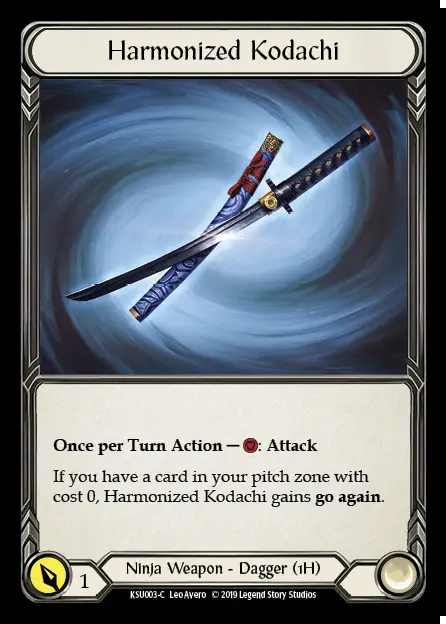 Harmonized Kodachi
Once per Turn Action — : Attack
If you have a card in your pitch zone with
cost 0, Harmonized Kodachi gains go again.
1
Ninja Weapon - Dagger (1H)
KSU003-C Leo Avero © 2019 Legend Story Studios